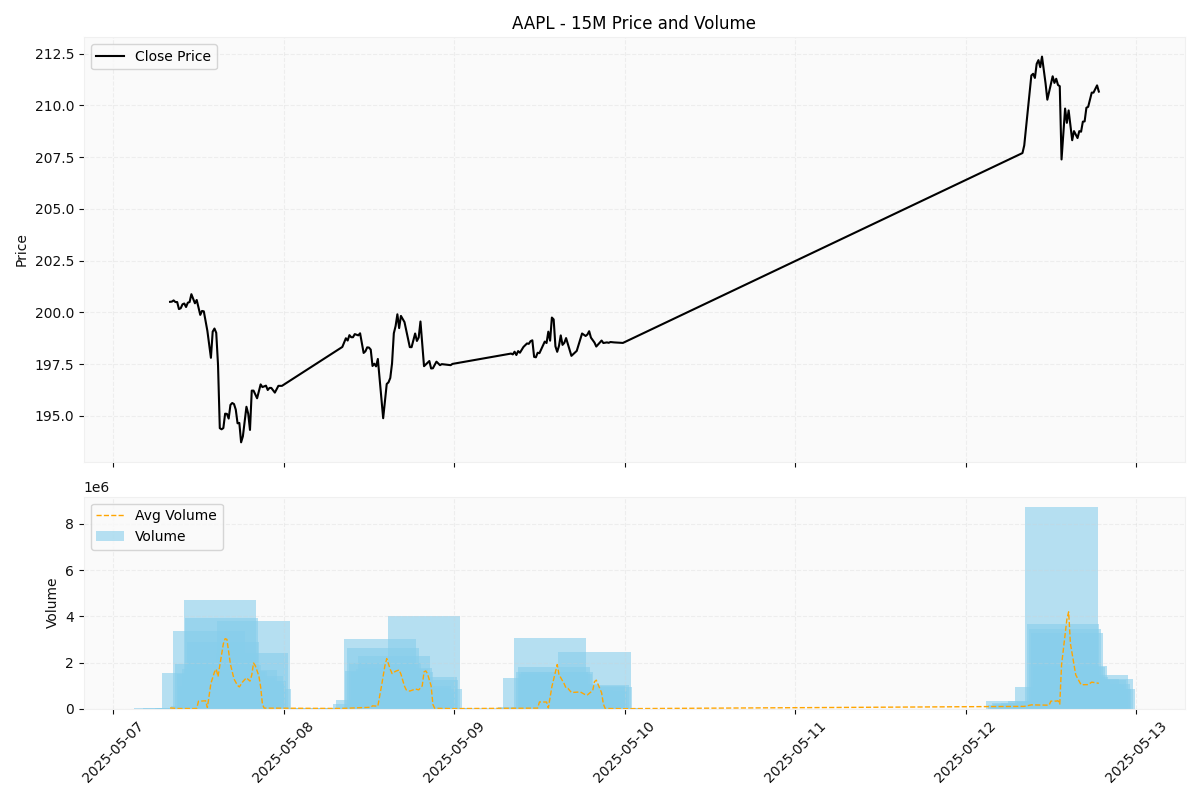 AAPL - 15M Price and Volume
Close Price
212.5
210.0
207.5
205.0
202.5
200.0
197.5
195.0
Price
1e6
Avg Volume
Volume
8
6
4
2
0
Volume
2025-05-07
2025-05-08
2025-05-09
2025-05-10
2025-05-11
2025-05-12
2025-05-13